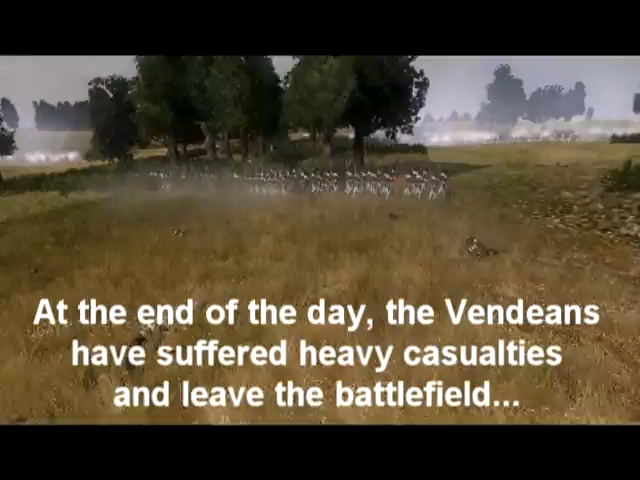 At the end of the day, the Vendeans
have suffered heavy casualties
and leave the battlefield...